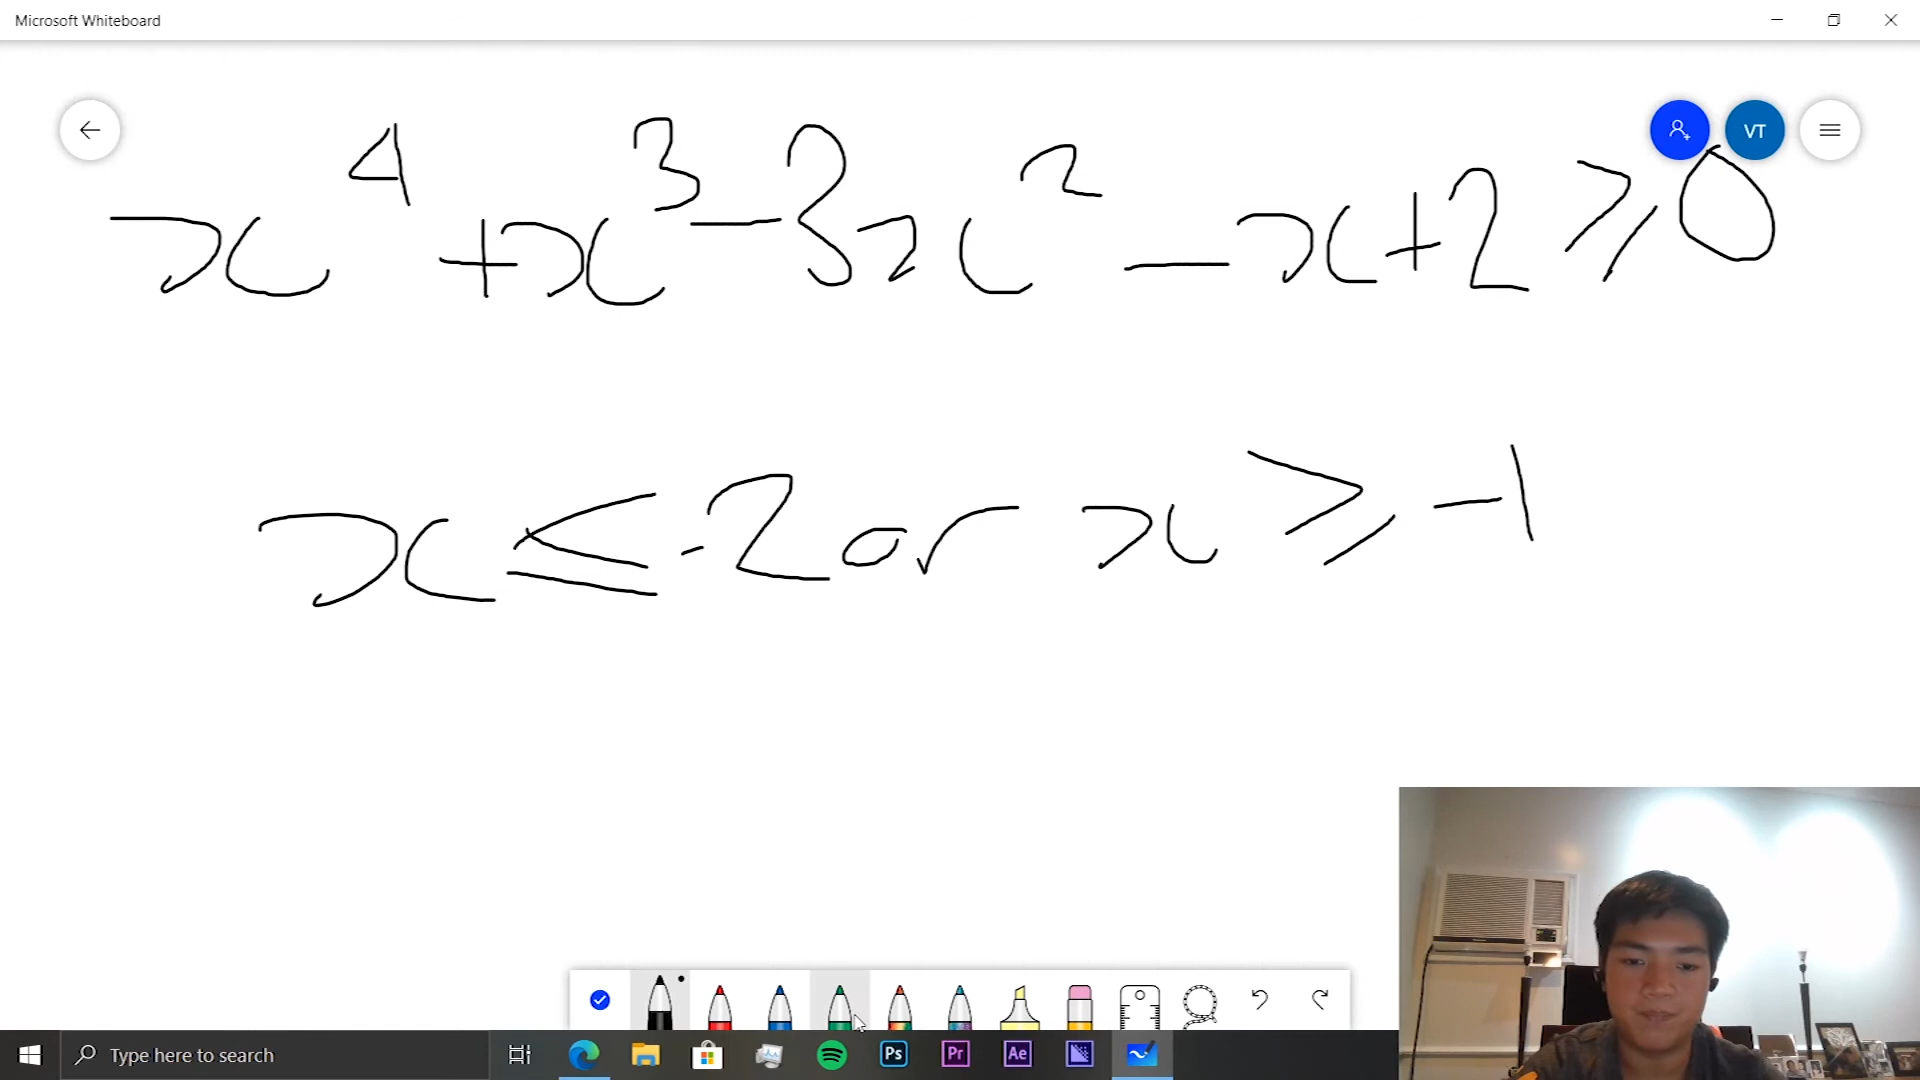 Microsoft Whiteboard
VT
x⁴+x³-3x²-x+2⩾0
x≤-2 or x⩾-1
Type here to search
Ps
Pr
Ae